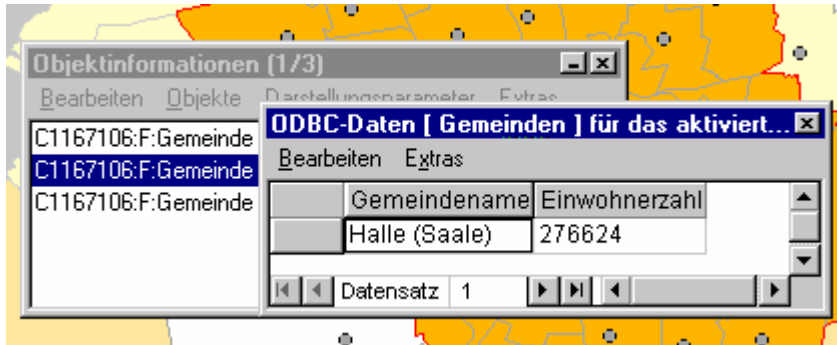 Objektinformationen (1/3)
Bearbeiten Objekte Darstellungsparameter Extras
C1167106:F:Gemeinde
C1167106:F:Gemeinde
C1167106:F:Gemeinde
ODBC-Daten [ Gemeinden ] für das aktiviert...
Bearbeiten Extras
Gemeindename Einwohnerzahl
Halle (Saale) 276624
Datensatz 1